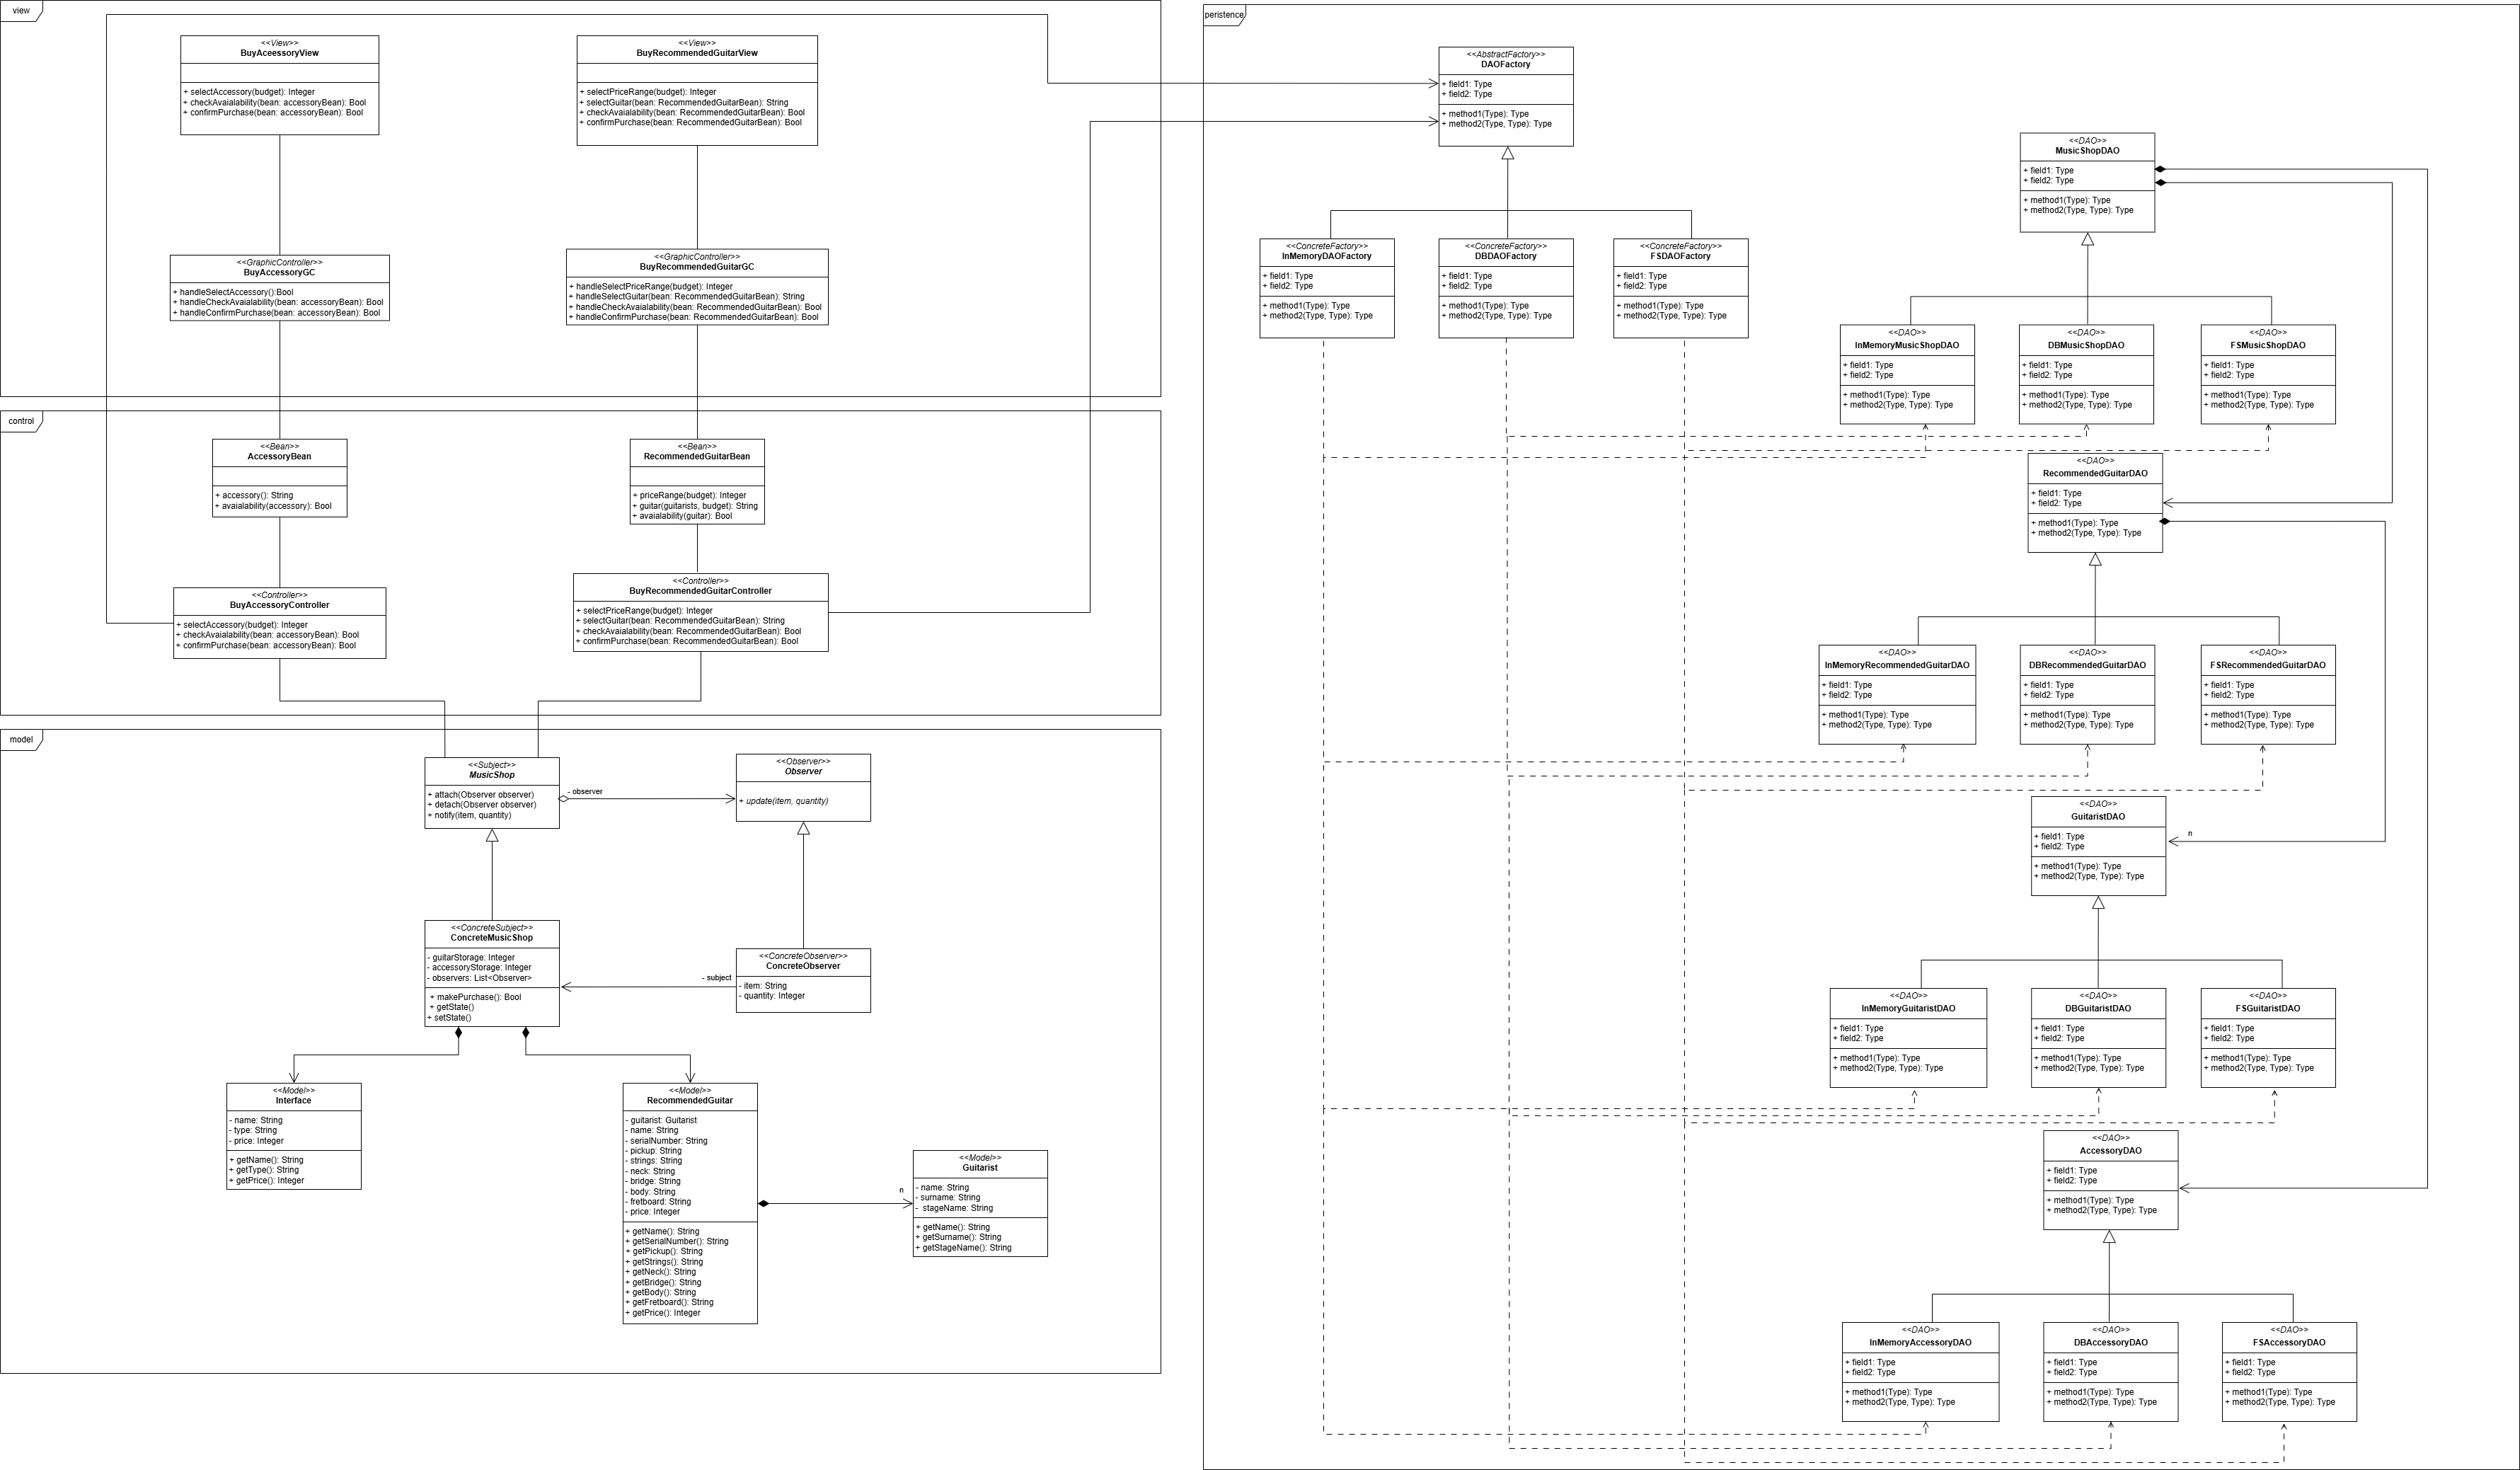 view
<<View>>
BuyAceessoryView
+ selectAccessory(budget): Integer
+ checkAvaialability(bean: accessoryBean): Bool
+ confirmPurchase(bean: accessoryBean): Bool
<<View>>
BuyRecommendedGuitarView
+ selectPriceRange(budget): Integer
+ selectGuitar(bean: RecommendedGuitarBean): String
+ checkAvaialability(bean: RecommendedGuitarBean): Bool
+ confirmPurchase(bean: RecommendedGuitarBean): Bool
<<GraphicController>>
BuyAccessoryGC
+ handleSelectAccessory():Bool
+ handleCheckAvaialability(bean: accessoryBean): Bool
+ handleConfirmPurchase(bean: accessoryBean): Bool
<<GraphicController>>
BuyRecommendedGuitarGC
+ handleSelectPriceRange(budget): Integer
+ handleSelectGuitar(bean: RecommendedGuitarBean): String
+ handleCheckAvaialability(bean: RecommendedGuitarBean): Bool
+ handleConfirmPurchase(bean: RecommendedGuitarBean): Bool
control
<<Bean>>
AccessoryBean
+ accessory(): String
+ avaialability(accessory): Bool
<<Bean>>
RecommendedGuitarBean
+ priceRange(budget): Integer
+ guitar(guitarists, budget): String
+ avaialability(guitar): Bool
<<Controller>>
BuyAccessoryController
+ selectAccessory(budget): Integer
+ checkAvaialability(bean: accessoryBean): Bool
+ confirmPurchase(bean: accessoryBean): Bool
<<Controller>>
BuyRecommendedGuitarController
+ selectPriceRange(budget): Integer
+ selectGuitar(bean: RecommendedGuitarBean): String
+ checkAvaialability(bean: RecommendedGuitarBean): Bool
+ confirmPurchase(bean: RecommendedGuitarBean): Bool
model
<<Subject>>
MusicShop
+ attach(Observer observer)
+ detach(Observer observer)
+ notify(item, quantity)
- observer
<<Observer>>
Observer
+ update(item, quantity)
<<ConcreteSubject>>
ConcreteMusicShop
- guitarStorage: Integer
- accessoryStorage: Integer
- observers: List<Observer>
+ makePurchase(): Bool
+ getState()
+ setState()
- subject
<<ConcreteObserver>>
ConcreteObserver
- item: String
- quantity: Integer
<<Model>>
Interface
- name: String
- type: String
- price: Integer
+ getName(): String
+ getType(): String
+ getPrice(): Integer
<<Model>>
RecommendedGuitar
- guitarist: Guitarist
- name: String
- serialNumber: String
- pickup: String
- strings: String
- neck: String
- bridge: String
- body: String
- fretboard: String
- price: Integer
+ getName(): String
+ getSerialNumber(): String
+ getPickup(): String
+ getStrings(): String
+ getNeck(): String
+ getBridge(): String
+ getBody(): String
+ getFretboard(): String
+ getPrice(): Integer
n
<<Model>>
Guitarist
- name: String
- surname: String
- stageName: String
+ getName(): String
+ getSurname(): String
+ getStageName(): String
peristence
<<AbstractFactory>>
DAOFactory
+ field1: Type
+ field2: Type
+ method1(Type): Type
+ method2(Type, Type): Type
<<ConcreteFactory>>
InMemoryDAOFactory
+ field1: Type
+ field2: Type
+ method1(Type): Type
+ method2(Type, Type): Type
<<ConcreteFactory>>
DBDAOFactory
+ field1: Type
+ field2: Type
+ method1(Type): Type
+ method2(Type, Type): Type
<<ConcreteFactory>>
FSDAOFactory
+ field1: Type
+ field2: Type
+ method1(Type): Type
+ method2(Type, Type): Type
<<DAO>>
MusicShopDAO
+ field1: Type
+ field2: Type
+ method1(Type): Type
+ method2(Type, Type): Type
<<DAO>>
InMemoryMusicShopDAO
+ field1: Type
+ field2: Type
+ method1(Type): Type
+ method2(Type, Type): Type
<<DAO>>
DBMusicShopDAO
+ field1: Type
+ field2: Type
+ method1(Type): Type
+ method2(Type, Type): Type
<<DAO>>
FSMusicShopDAO
+ field1: Type
+ field2: Type
+ method1(Type): Type
+ method2(Type, Type): Type
<<DAO>>
RecommendedGuitarDAO
+ field1: Type
+ field2: Type
+ method1(Type): Type
+ method2(Type, Type): Type
<<DAO>>
InMemoryRecommendedGuitarDAO
+ field1: Type
+ field2: Type
+ method1(Type): Type
+ method2(Type, Type): Type
<<DAO>>
DBRecommendedGuitarDAO
+ field1: Type
+ field2: Type
+ method1(Type): Type
+ method2(Type, Type): Type
<<DAO>>
FSRecommendedGuitarDAO
+ field1: Type
+ field2: Type
+ method1(Type): Type
+ method2(Type, Type): Type
<<DAO>>
GuitaristDAO
+ field1: Type
+ field2: Type
+ method1(Type): Type
+ method2(Type, Type): Type
n
<<DAO>>
InMemoryGuitaristDAO
+ field1: Type
+ field2: Type
+ method1(Type): Type
+ method2(Type, Type): Type
<<DAO>>
DBGuitaristDAO
+ field1: Type
+ field2: Type
+ method1(Type): Type
+ method2(Type, Type): Type
<<DAO>>
FSGuitaristDAO
+ field1: Type
+ field2: Type
+ method1(Type): Type
+ method2(Type, Type): Type
<<DAO>>
AccessoryDAO
+ field1: Type
+ field2: Type
+ method1(Type): Type
+ method2(Type, Type): Type
<<DAO>>
InMemoryAccessoryDAO
+ field1: Type
+ field2: Type
+ method1(Type): Type
+ method2(Type, Type): Type
<<DAO>>
DBAccessoryDAO
+ field1: Type
+ field2: Type
+ method1(Type): Type
+ method2(Type, Type): Type
<<DAO>>
FSAccessoryDAO
+ field1: Type
+ field2: Type
+ method1(Type): Type
+ method2(Type, Type): Type